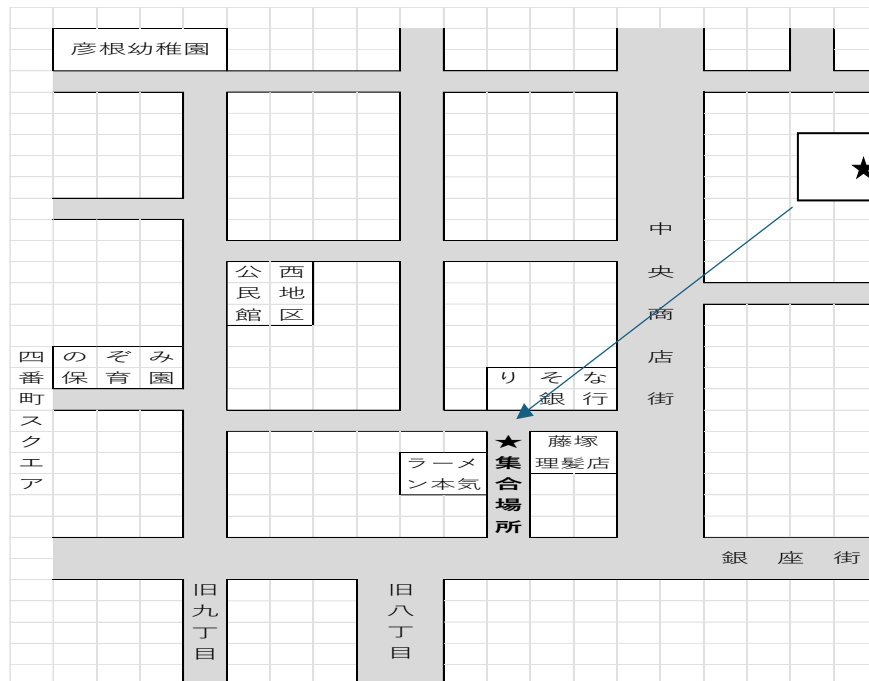 彦根幼稚園
★
中央商店街
西地区
公民館
のぞみ
保育園
四番町スクエア
りそな
銀行
★集合場所
藤塚
理髪店
ラーメ
ン本気
銀座街
旧九丁目
旧八丁目